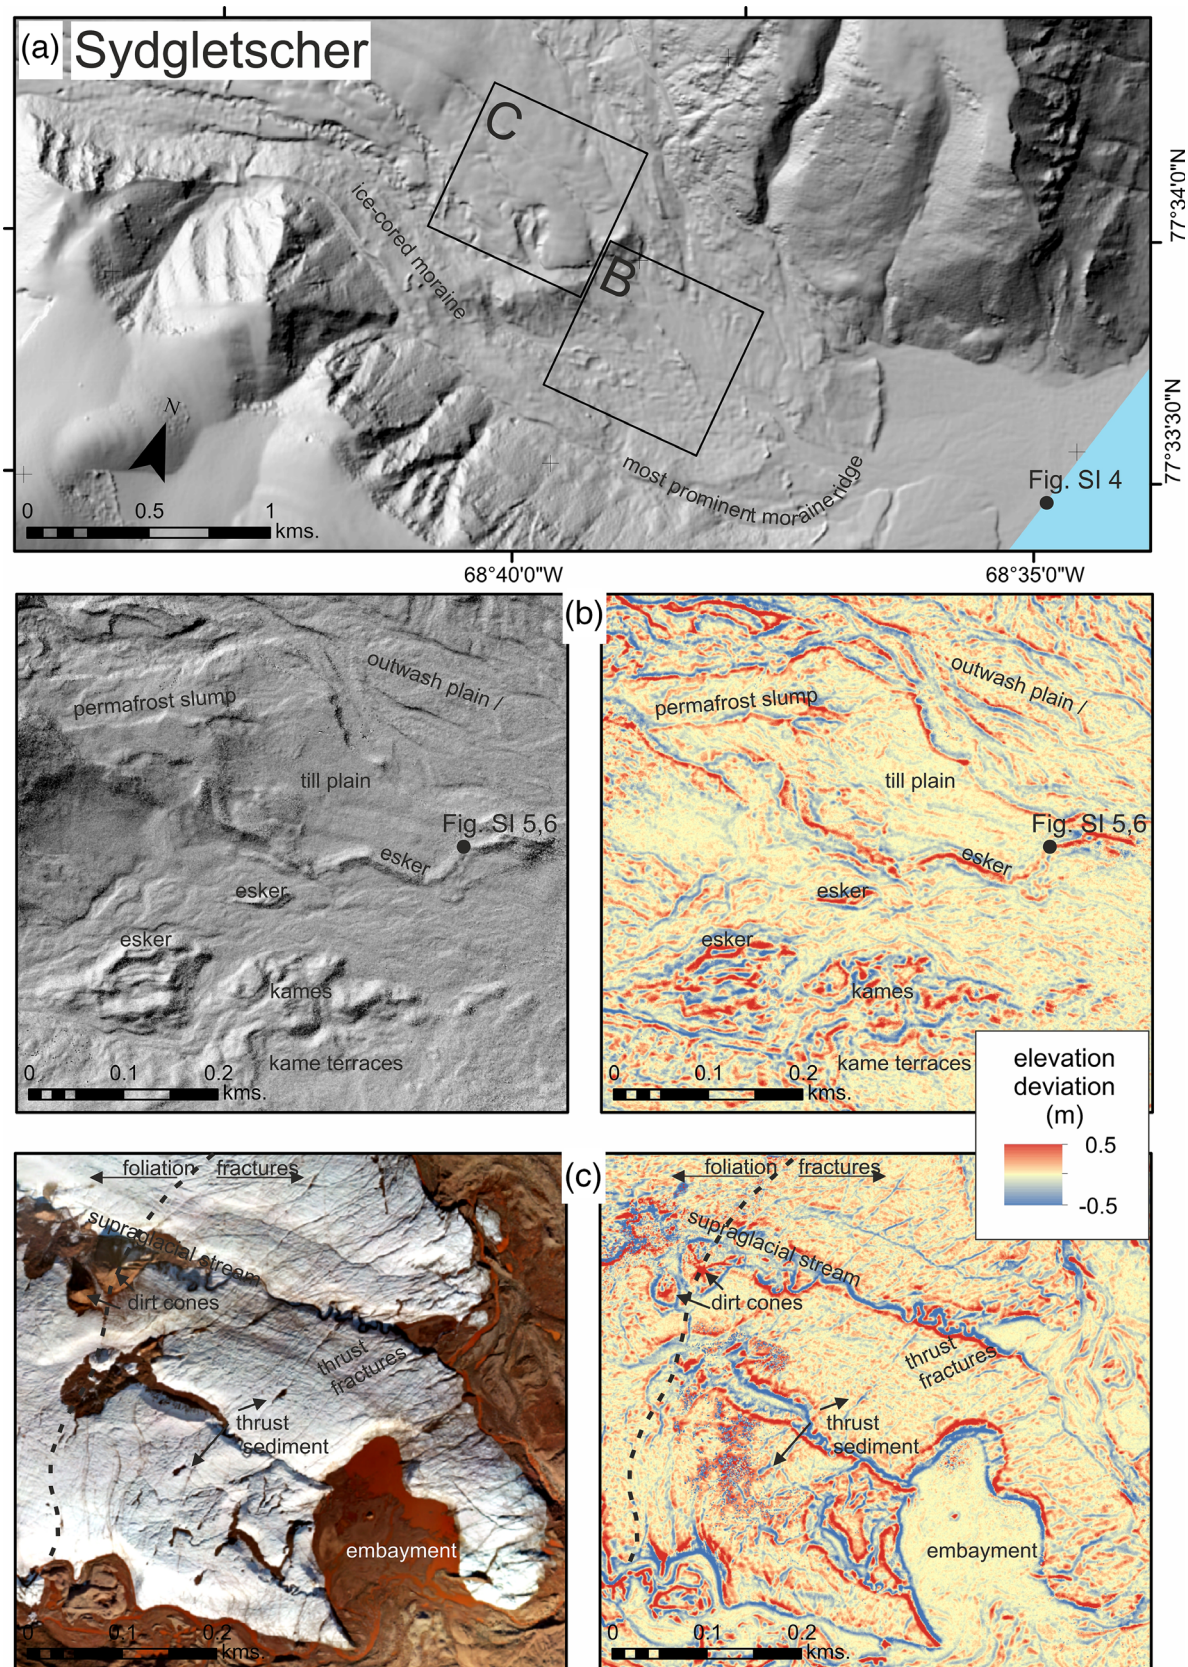 (a) Sydgletscher
C
B
ice-cored moraine
most prominent moraine ridge
Fig. SI 4
N
0 0.5 1
kms.
77°34'0"N
77°33'30"N
68°40'0"W
68°35'0"W
(b)
permafrost slump
outwash plain /
till plain
Fig. SI 5,6
esker
esker
esker
kames
kame terraces
0 0.1 0.2
kms.
permafrost slump
outwash plain /
till plain
Fig. SI 5,6
esker
esker
esker
kames
kame terraces
0 0.1 0.2
kms.
elevation
deviation
(m)
0.5
-0.5
(c)
foliation fractures
supraglacial stream
dirt cones
thrust
fractures
thrust
sediment
embayment
0 0.1 0.2
kms.
foliation fractures
supraglacial stream
dirt cones
thrust
fractures
thrust
sediment
embayment
0 0.1 0.2
kms.